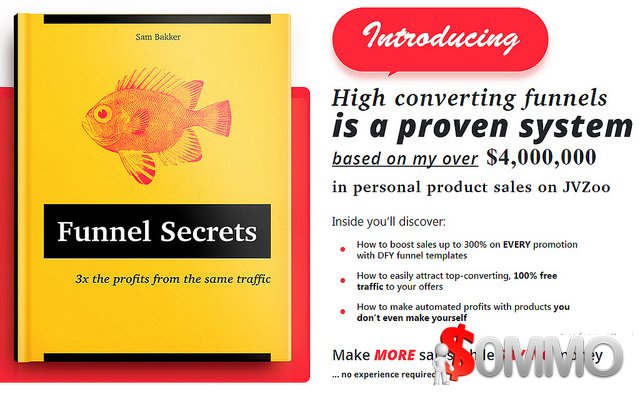 Sam Bakker
Funnel Secrets
3x the profits from the same traffic
Introducing
High converting funnels
is a proven system
based on my over $4,000,000
in personal product sales on JVZoo
Inside you'll discover:
How to boost sales up to 300% on EVERY promotion
with DFY funnel templates
How to easily attract top-converting, 100% free
traffic to your offers
How to make automated profits with products you
don't even make yourself
Make MORE
... no experience required
$OMMO